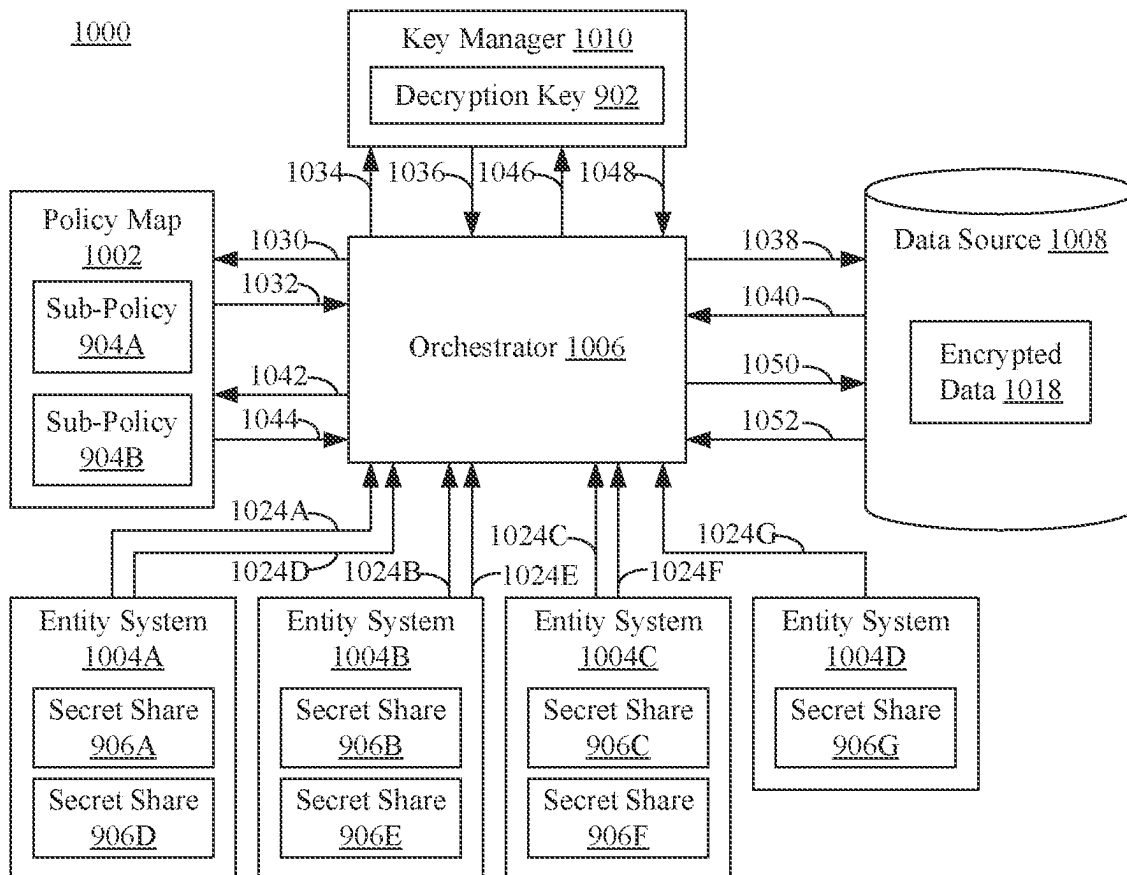 1000
Key Manager 1010
Decryption Key 902
1034
1036
1046
1048
Policy Map
1002
Sub-Policy
904A
Sub-Policy
904B
1030
1032
1042
1044
Orchestrator 1006
1038
1040
1050
1052
Data Source 1008
Encrypted
Data 1018
1024A
1024D
1024B
1024E
1024C
1024F
1024G
Entity System
1004A
Secret Share
906A
Secret Share
906D
Entity System
1004B
Secret Share
906B
Secret Share
906E
Entity System
1004C
Secret Share
906C
Secret Share
906F
Entity System
1004D
Secret Share
906G